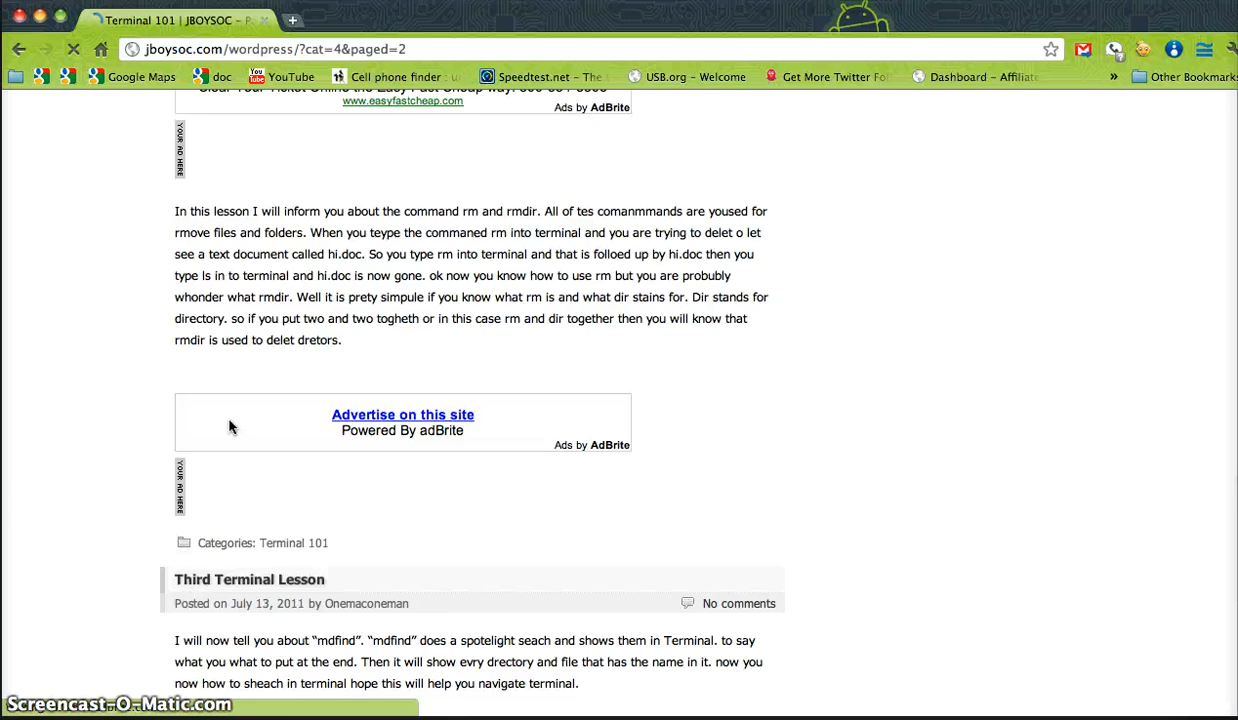 Terminal 101 | JBOYSOC – P
jboysoc.com/wordpress/?cat=4&paged=2
Google Maps doc YouTube Cell phone finder : u Speedtest.net - The USB.org - Welcome Get More Twitter Fo Dashboard - Affiliate » Other Bookmarks
www.easyfastcheap.com
Ads by AdBrite
YOUR AD HERE
In this lesson I will inform you about the command rm and rmdir. All of tes comanmmands are yoused for
rmove files and folders. When you teype the commaned rm into terminal and you are trying to delet o let
see a text document called hi.doc. So you type rm into terminal and that is folloed up by hi.doc then you
type ls in to terminal and hi.doc is now gone. ok now you know how to use rm but you are probubly
whonder what rmdir. Well it is prety simpule if you know what rm is and what dir stains for. Dir stands for
directory. so if you put two and two togheth or in this case rm and dir together then you will know that
rmdir is used to delet dretors.
Advertise on this site
Powered By adBrite
Ads by AdBrite
YOUR AD HERE
Categories: Terminal 101
Third Terminal Lesson
Posted on July 13, 2011 by Onemaconeman No comments
I will now tell you about “mdfind”. “mdfind” does a spotelight seach and shows them in Terminal. to say
what you what to put at the end. Then it will show evry drectory and file that has the name in it. now you
now how to sheach in terminal hope this will help you navigate terminal.
Screencast-O-Matic.com